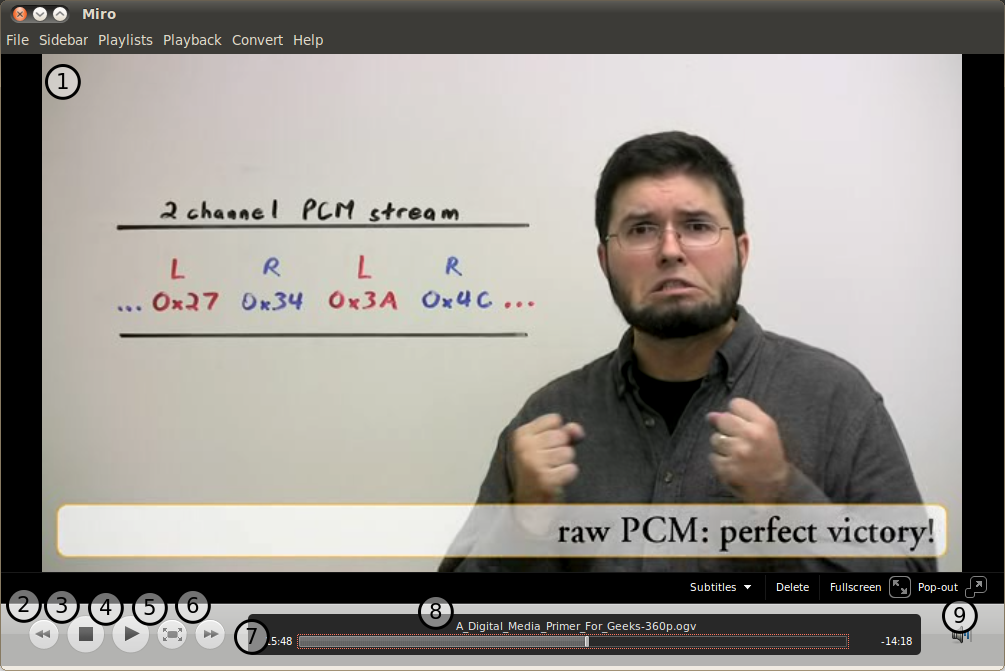 Miro
File Sidebar Playlists Playback Convert Help
1
2 channel PCM stream
L R L R
... 0x27 0x34 0x3A 0x4C ...
raw PCM: perfect victory!
Subtitles Delete Fullscreen Pop-out
2 3 4 5 6 8 9
A_Digital_Media_Primer_For_Geeks-360p.ogv
7 5:48 -14:18